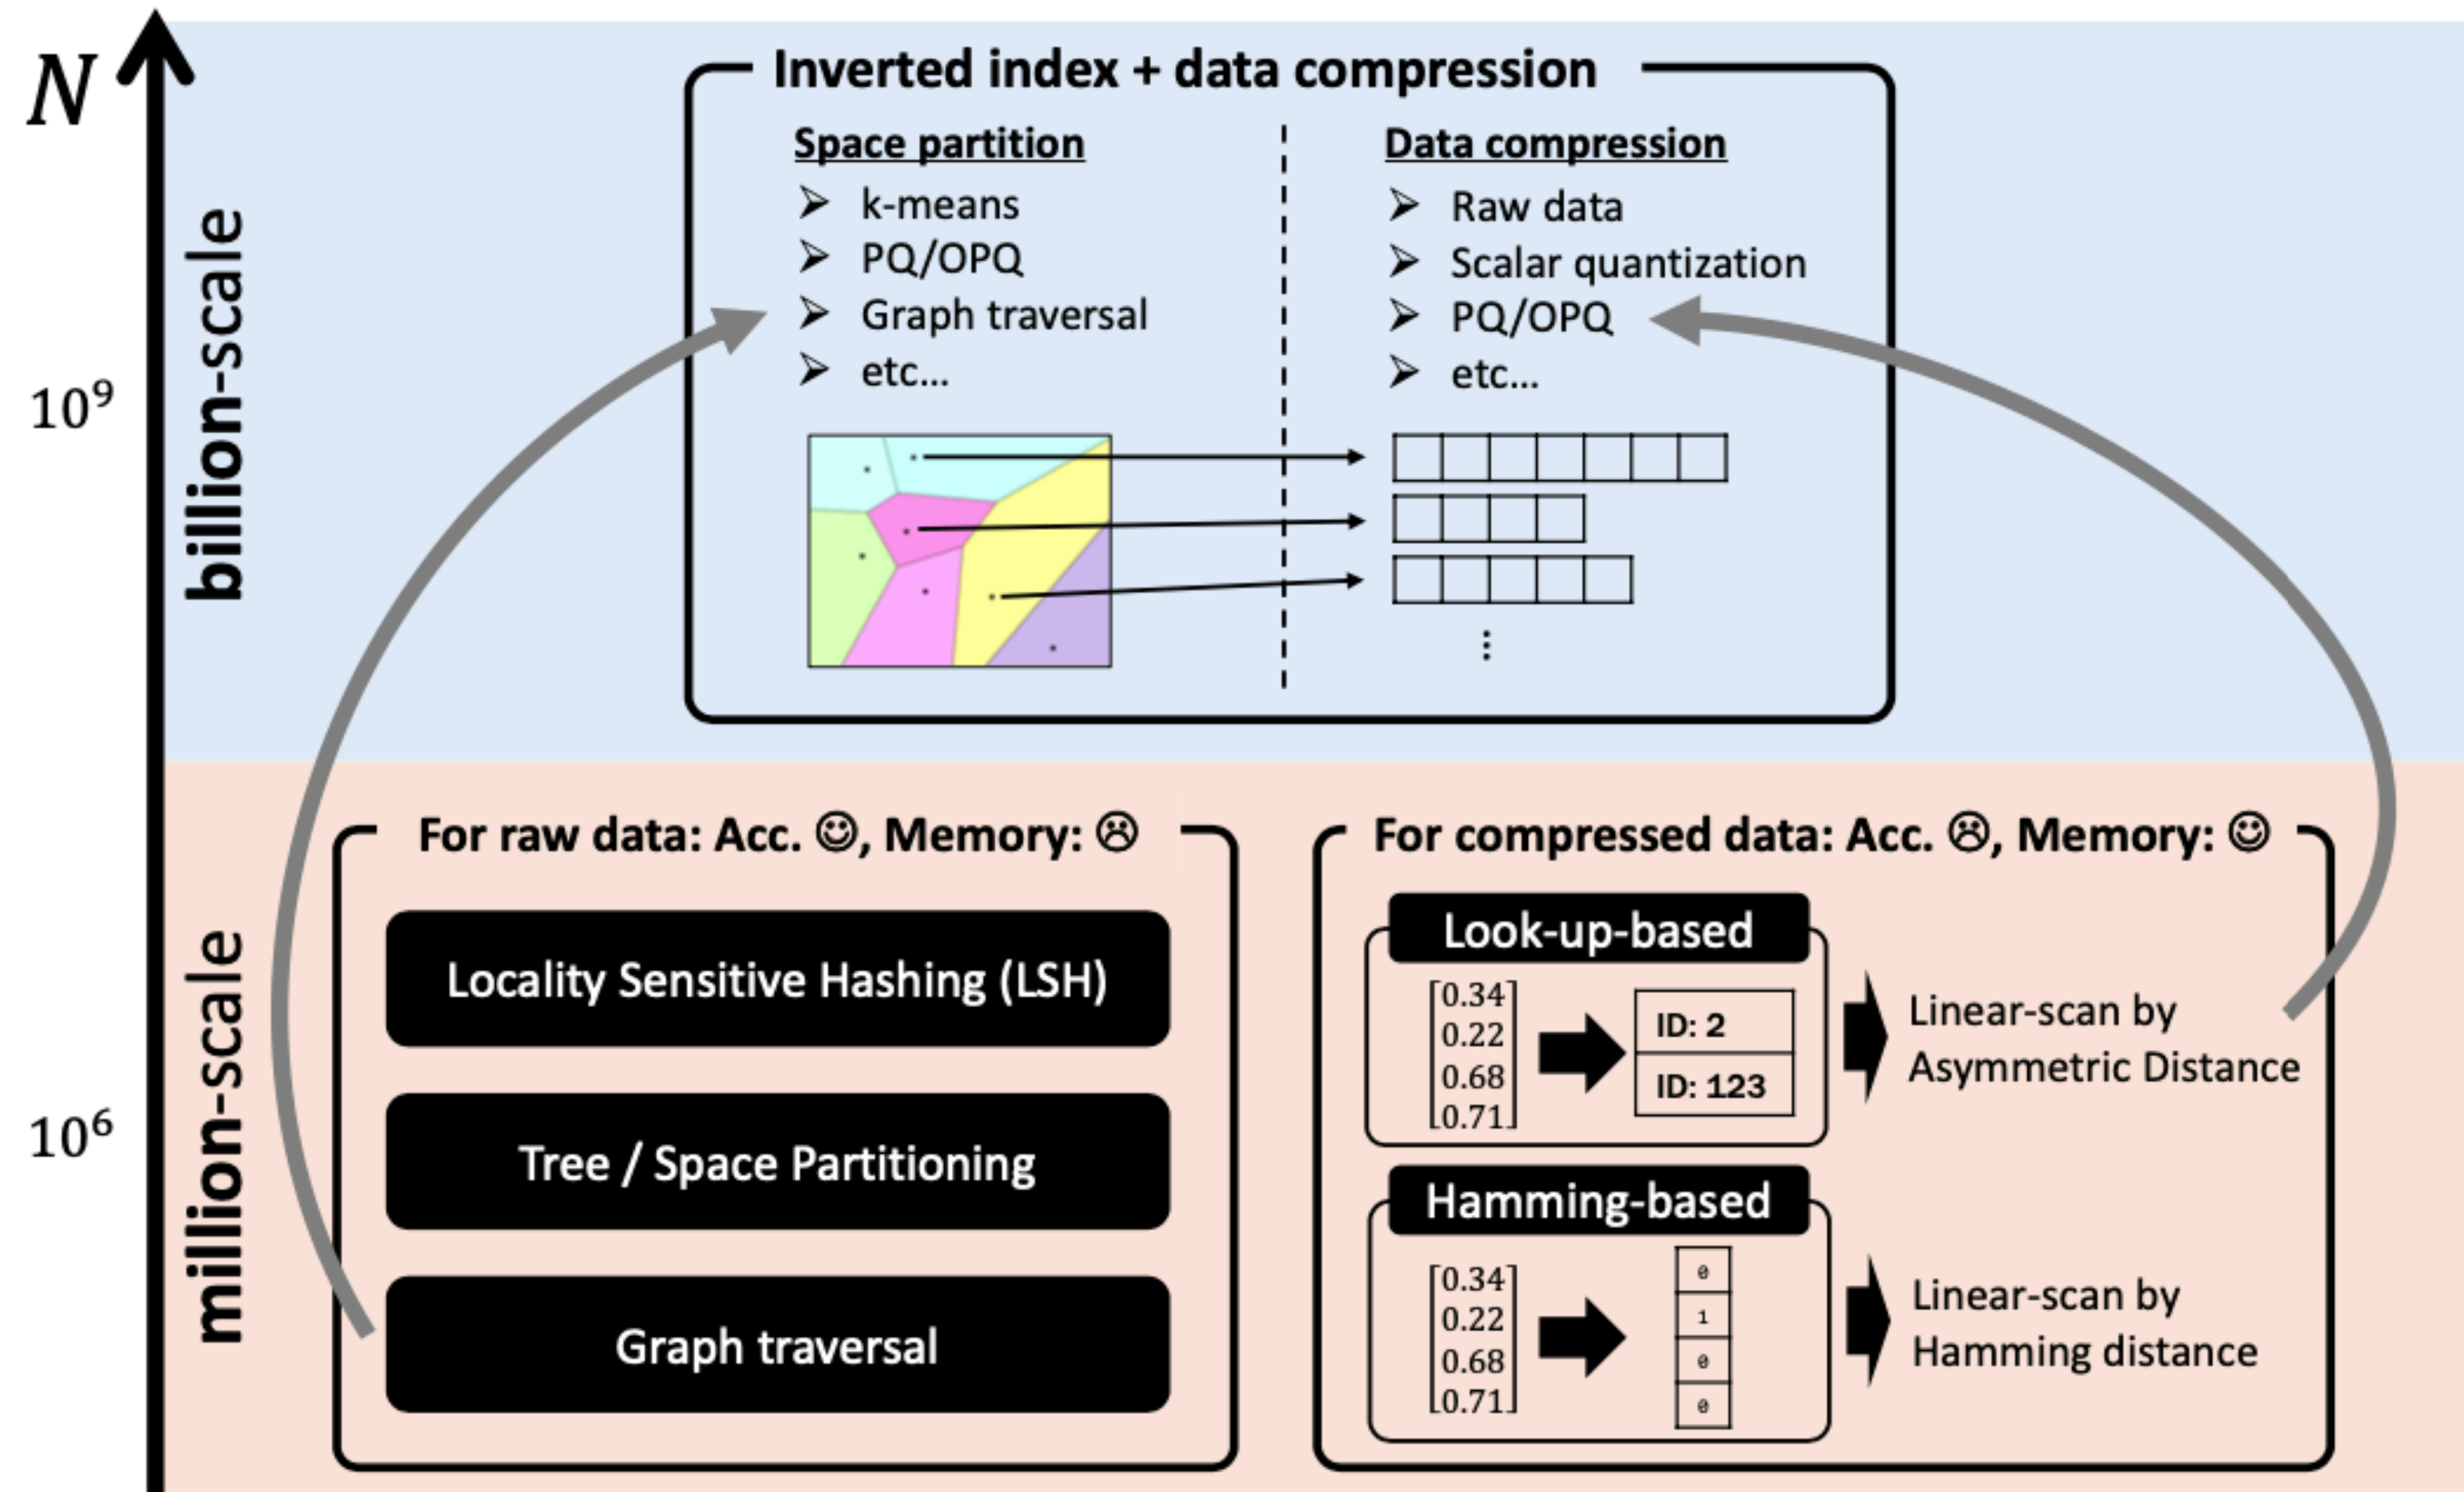 N
billion-scale
10⁹
Inverted index + data compression
Space partition
➢ k-means
➢ PQ/OPQ
➢ Graph traversal
➢ etc...
Data compression
➢ Raw data
➢ Scalar quantization
➢ PQ/OPQ
➢ etc...
⋮
million-scale
10⁶
For raw data: Acc. ☺, Memory: ☹
Locality Sensitive Hashing (LSH)
Tree / Space Partitioning
Graph traversal
For compressed data: Acc. ☹, Memory: ☺
Look-up-based
0.34
0.22
0.68
0.71
ID: 2
ID: 123
Linear-scan by
Asymmetric Distance
Hamming-based
0.34
0.22
0.68
0.71
0
1
0
0
Linear-scan by
Hamming distance